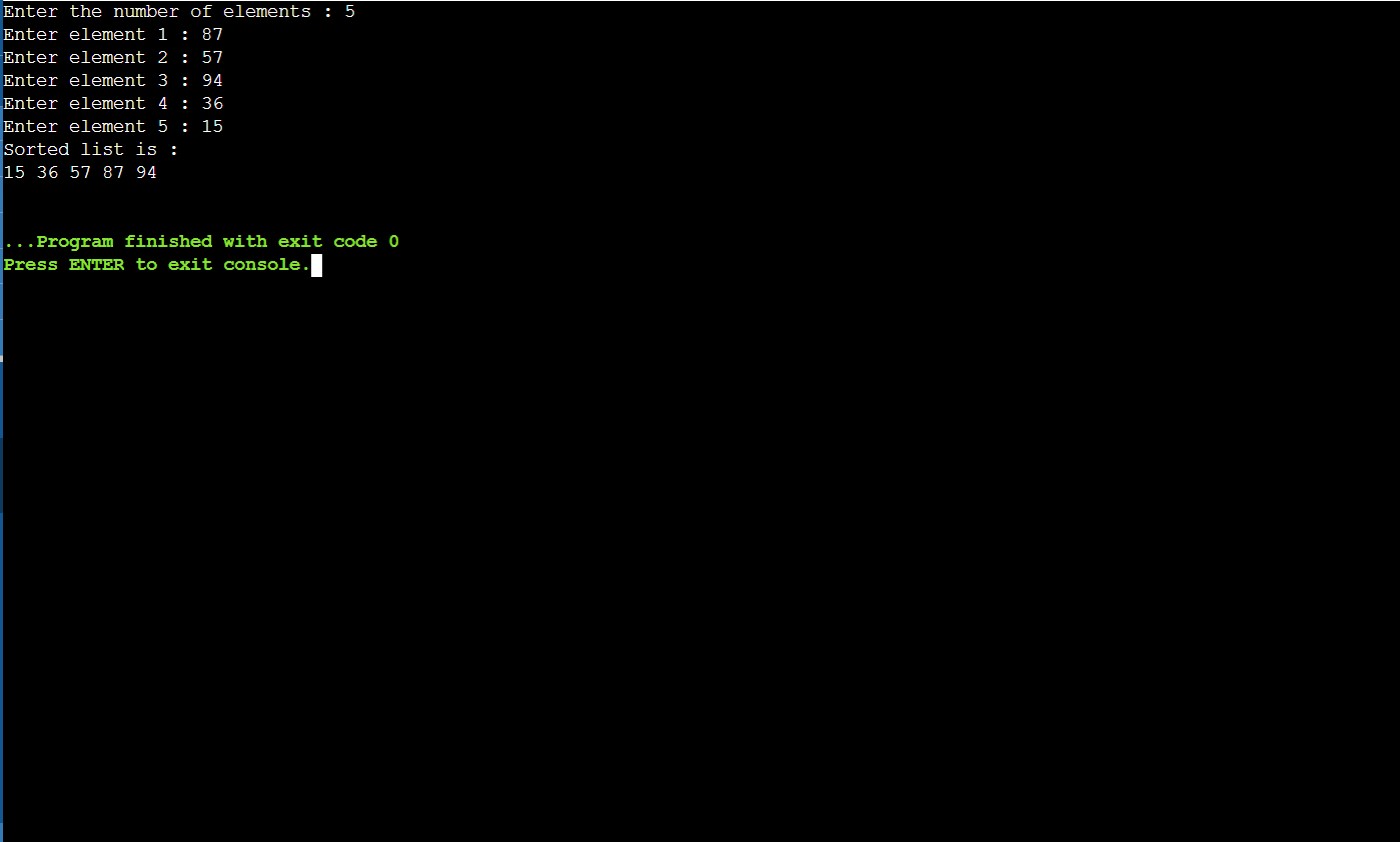 Enter the number of elements : 5
Enter element 1 : 87
Enter element 2 : 57
Enter element 3 : 94
Enter element 4 : 36
Enter element 5 : 15
Sorted list is :
15 36 57 87 94
...Program finished with exit code 0
Press ENTER to exit console.